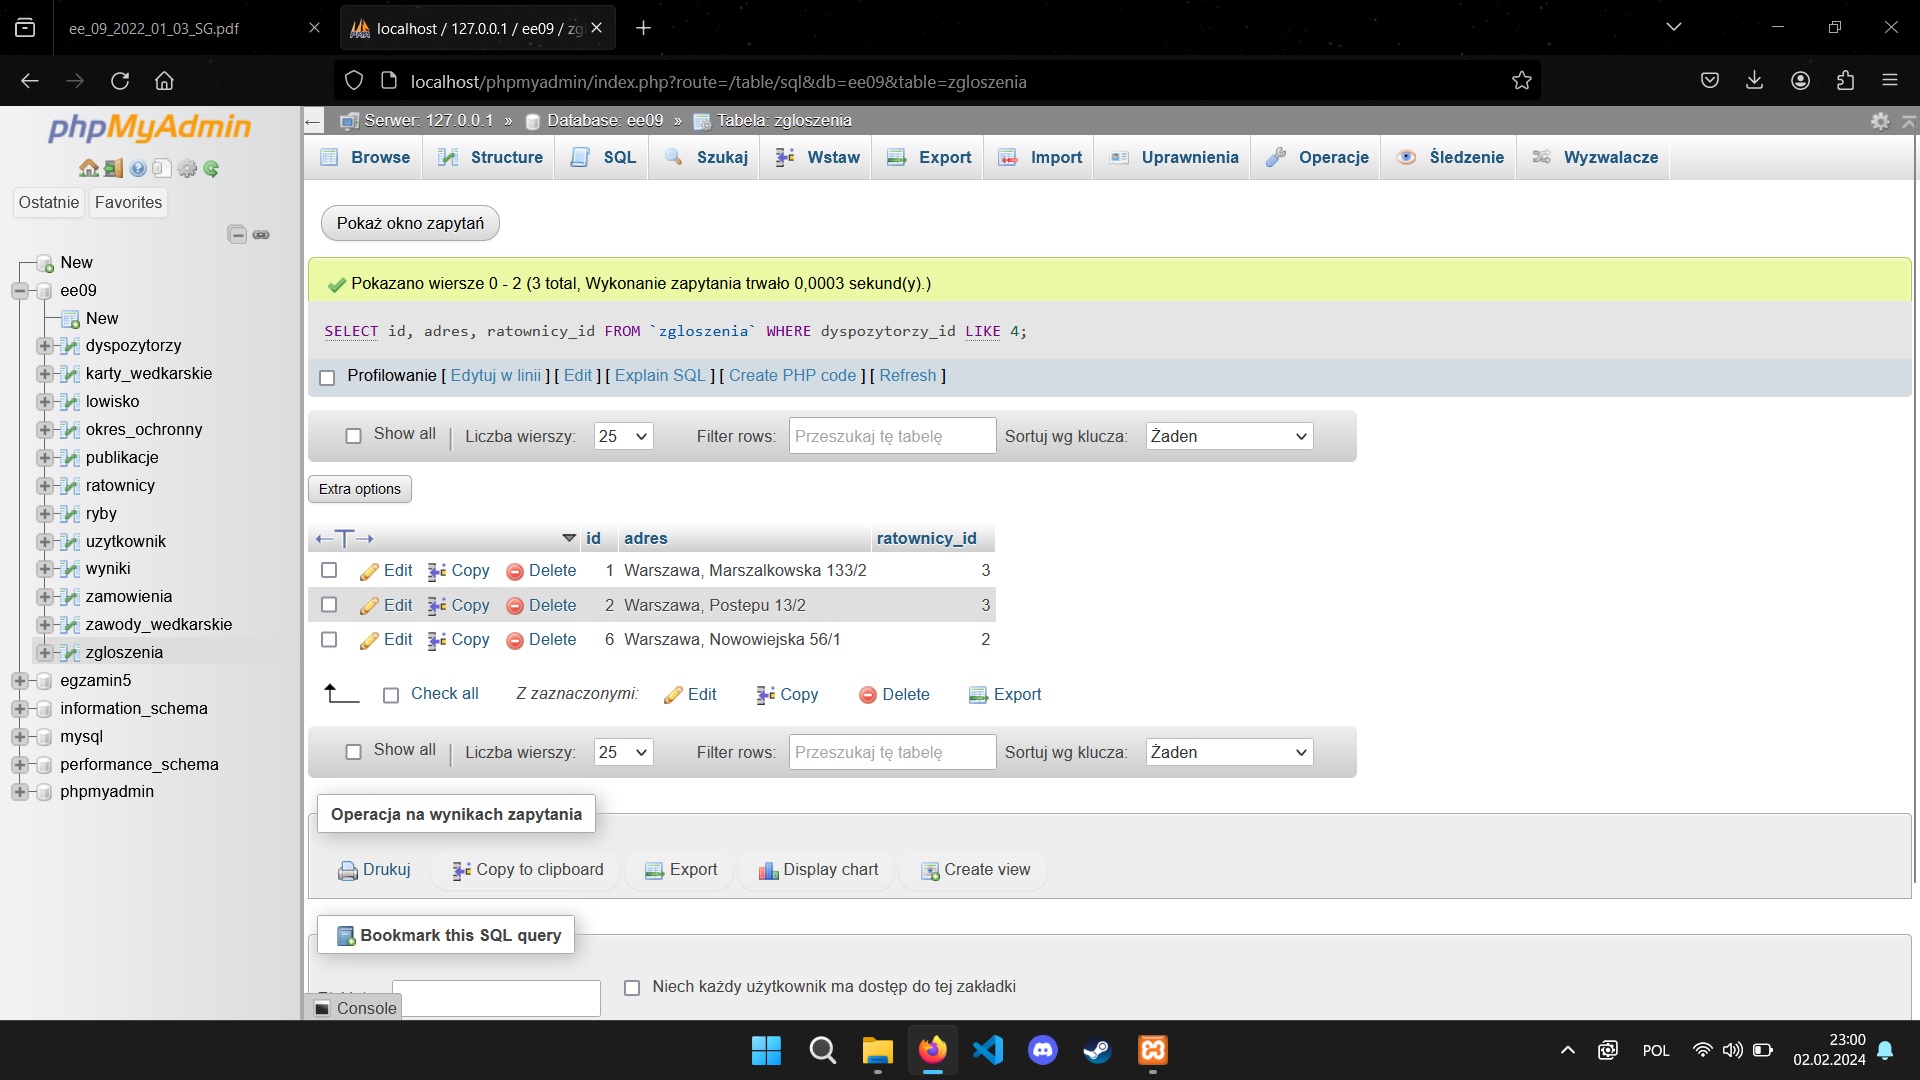 ee_09_2022_01_03_SG.pdf
localhost / 127.0.0.1 / ee09 / zg
localhost/phpmyadmin/index.php?route=/table/sql&db=ee09&table=zgloszenia
phpMyAdmin
Ostatnie Favorites
New
ee09
New
dyspozytorzy
karty_wedkarskie
lowisko
okres_ochronny
publikacje
ratownicy
ryby
uzytkownik
wyniki
zamowienia
zawody_wedkarskie
zgloszenia
egzamin5
information_schema
mysql
performance_schema
phpmyadmin
Serwer: 127.0.0.1 » Database: ee09 » Tabela: zgloszenia
Browse Structure SQL Szukaj Wstaw Export Import Uprawnienia Operacje Śledzenie Wyzwalacze
Pokaż okno zapytań
Pokazano wiersze 0 - 2 (3 total, Wykonanie zapytania trwało 0,0003 sekund(y).)
SELECT id, adres, ratownicy_id FROM `zgloszenia` WHERE dyspozytorzy_id LIKE 4;
Profilowanie [ Edytuj w linii ] [ Edit ] [ Explain SQL ] [ Create PHP code ] [ Refresh ]
Show all Liczba wierszy: 25 Filter rows: Przeszukaj tę tabelę Sortuj wg klucza: Żaden
Extra options
id adres ratownicy_id
Edit Copy Delete 1 Warszawa, Marszalkowska 133/2 3
Edit Copy Delete 2 Warszawa, Postepu 13/2 3
Edit Copy Delete 6 Warszawa, Nowowiejska 56/1 2
Check all Z zaznaczonymi: Edit Copy Delete Export
Show all Liczba wierszy: 25 Filter rows: Przeszukaj tę tabelę Sortuj wg klucza: Żaden
Operacja na wynikach zapytania
Drukuj Copy to clipboard Export Display chart Create view
Bookmark this SQL query
Niech każdy użytkownik ma dostęp do tej zakładki
Console
POL
23:00
02.02.2024